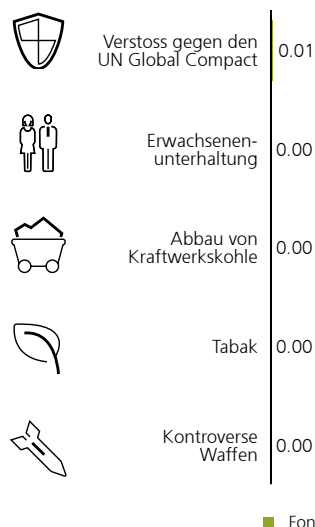 Verstoss gegen den
UN Global Compact
0.01
Erwachsenen-
unterhaltung
0.00
Abbau von
Kraftwerkskohle
0.00
Tabak
0.00
Kontroverse
Waffen
0.00
Fon